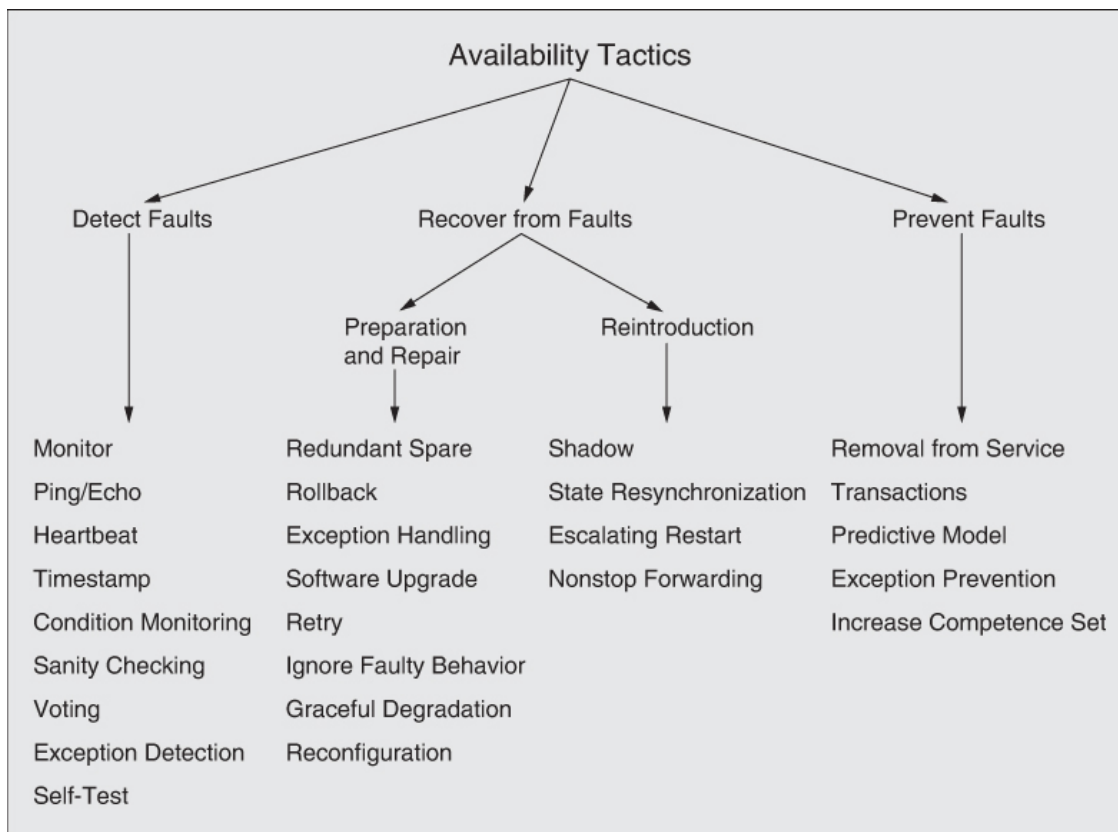 Availability Tactics
Detect Faults
Recover from Faults
Prevent Faults
Preparation
and Repair
Reintroduction
Monitor
Ping/Echo
Heartbeat
Timestamp
Condition Monitoring
Sanity Checking
Voting
Exception Detection
Self-Test
Redundant Spare
Rollback
Exception Handling
Software Upgrade
Retry
Ignore Faulty Behavior
Graceful Degradation
Reconfiguration
Shadow
State Resynchronization
Escalating Restart
Nonstop Forwarding
Removal from Service
Transactions
Predictive Model
Exception Prevention
Increase Competence Set